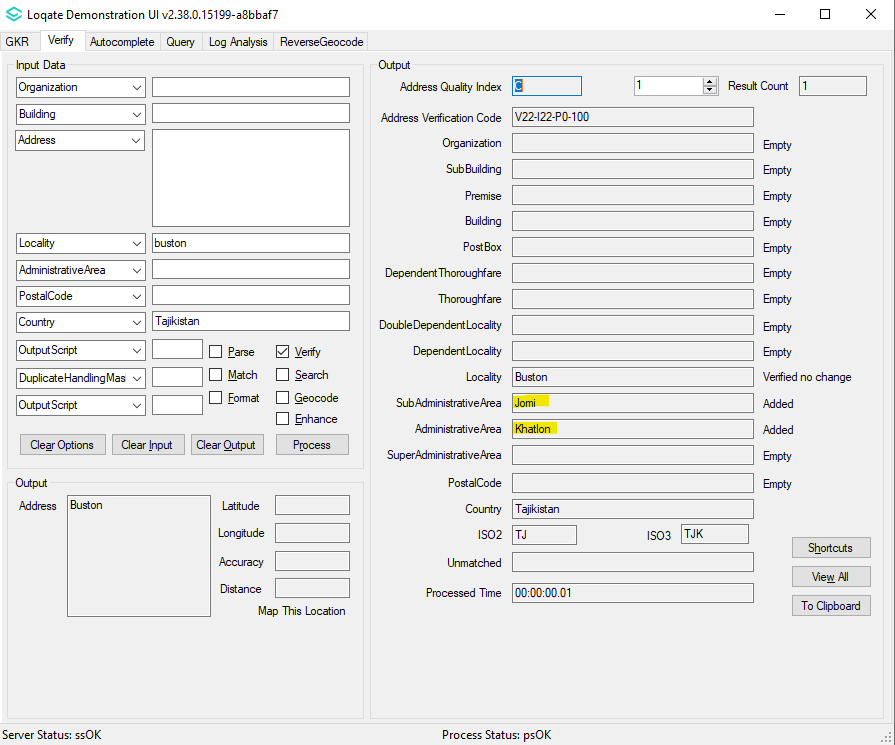 Loqate Demonstration UI v2.38.0.15199-a8bbaf7
GKR Verify Autocomplete Query Log Analysis ReverseGeocode
Input Data
Organization
Building
Address
Locality buston
AdministrativeArea
PostalCode
Country Tajikistan
OutputScript Parse Verify
DuplicateHandlingMas Match Search
OutputScript Format Geocode
Enhance
Clear Options Clear Input Clear Output Process
Output
Address Buston
Latitude
Longitude
Accuracy
Distance
Map This Location
Output
Address Quality Index C 1 Result Count 1
Address Verification Code V22-I22-P0-100
Organization Empty
SubBuilding Empty
Premise Empty
Building Empty
PostBox Empty
DependentThoroughfare Empty
Thoroughfare Empty
DoubleDependentLocality Empty
DependentLocality Empty
Locality Buston Verified no change
SubAdministrativeArea Jomi Added
AdministrativeArea Khatlon Added
SuperAdministrativeArea Empty
PostalCode Empty
Country Tajikistan
ISO2 TJ ISO3 TJK
Unmatched
Processed Time 00:00:00.01
Shortcuts
View All
To Clipboard
Server Status: ssOK Process Status: psOK